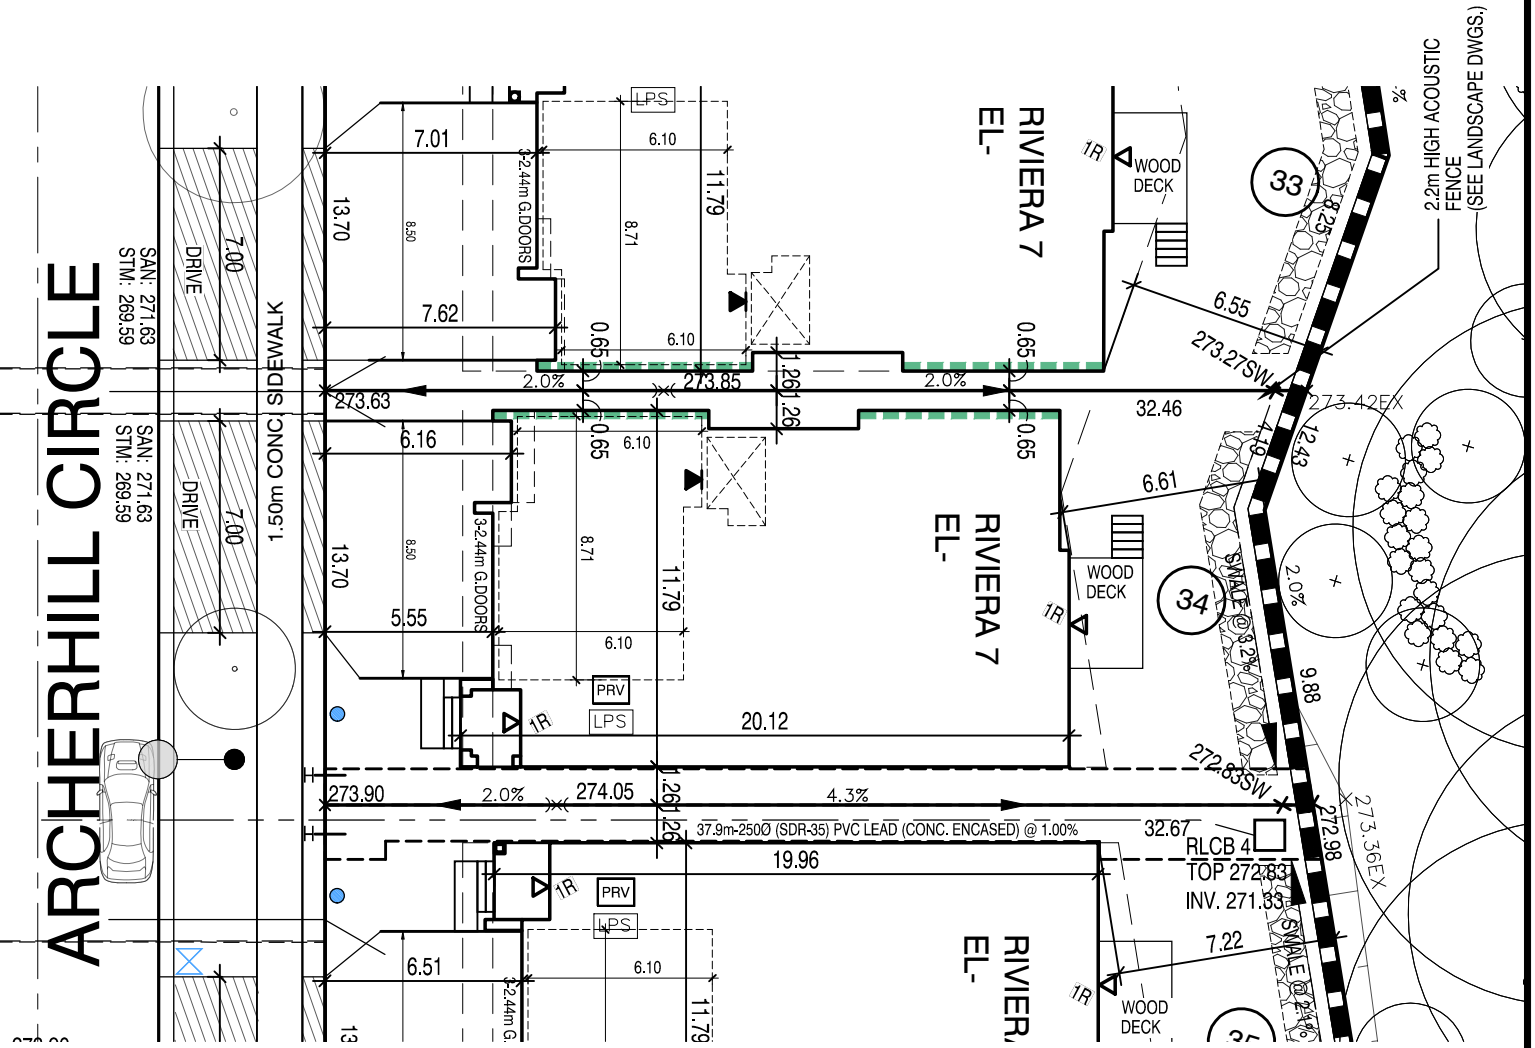 ARCHERHILL CIRCLE
SAN: 271.63
STM: 269.59
SAN: 271.63
STM: 269.59
DRIVE
7.00
DRIVE
7.00
1.50m CONC. SIDEWALK
LPS
7.01
6.10
13.70
8.50
3-2.44m G.DOORS
11.79
8.71
7.62
6.10
RIVIERA 7
EL-
1R
WOOD
DECK
33
8.25
2.2m HIGH ACOUSTIC
FENCE
(SEE LANDSCAPE DWGS.)
6.55
273.27SW
0.65
0.65
2.0%
273.85
2.0%
1.26
1.26
273.63
32.46
273.42EX
0.65
0.65
6.16
6.10
4.19
12.43
6.61
13.70
8.50
3-2.44m G.DOORS
8.71
11.79
5.55
6.10
RIVIERA 7
EL-
WOOD
DECK
1R
34
SWALE @ 3.2%
2.0%
9.88
PRV
LPS
1R
20.12
272.83SW
273.90
2.0%
274.05
4.3%
1.26
1.26
37.9m-250Ø (SDR-35) PVC LEAD (CONC. ENCASED) @ 1.00%
32.67
RLCB 4
TOP 272.83
INV. 271.33
272.98
273.36EX
19.96
1R
PRV
LPS
6.51
6.10
11.79
7.22
1R
WOOD
DECK
EL-
35